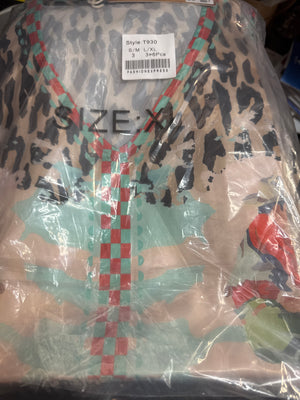 Style:T930
S/M L/XL
3 3=6Pcs
FASHIONEXPRESS
SIZE:XL